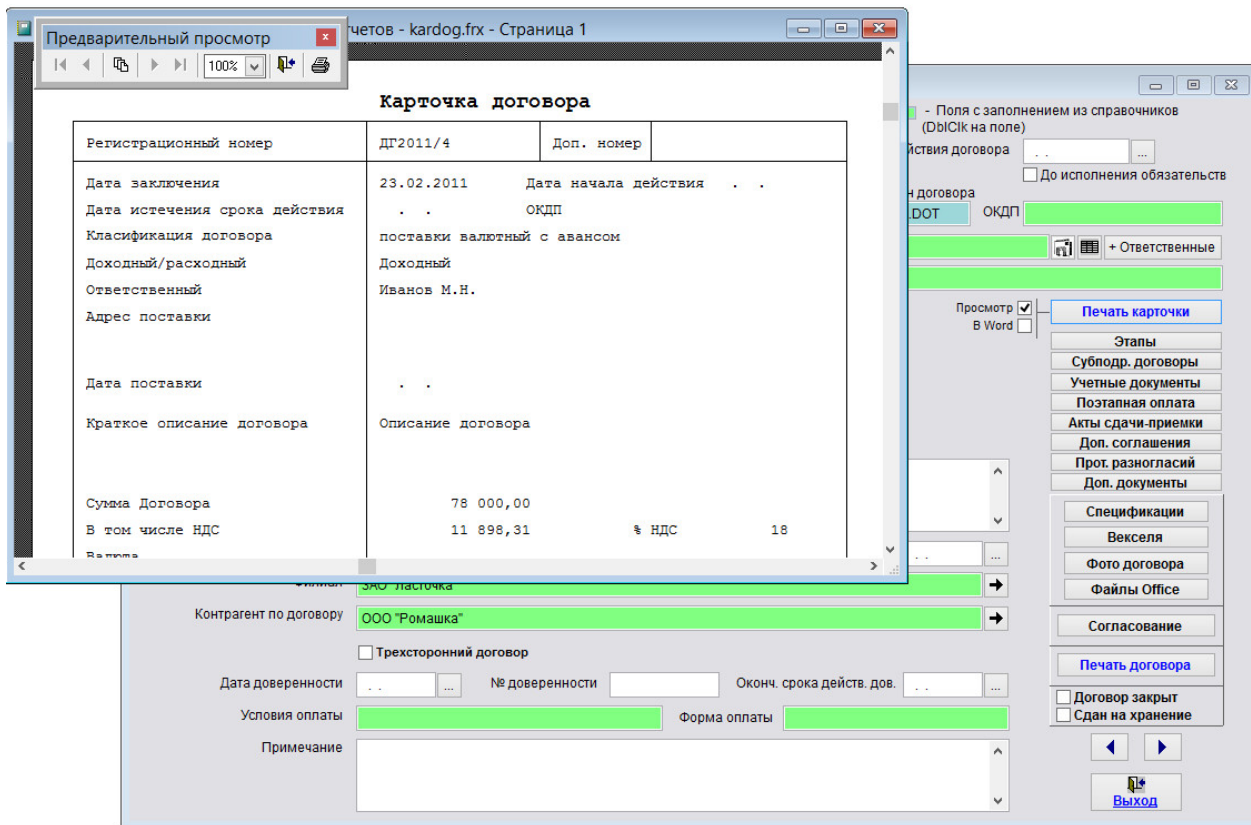 Предварительный просмотр
четов - kardog.frx - Страница 1
100%
Карточка договора
Регистрационный номер ДГ2011/4 Доп. номер
Дата заключения 23.02.2011 Дата начала действия . .
Дата истечения срока действия . . ОКДП
Класификация договора поставки валютный с авансом
Доходный/расходный Доходный
Ответственный Иванов М.Н.
Адрес поставки
Дата поставки . .
Краткое описание договора Описание договора
Сумма Договора 78 000,00
В том числе НДС 11 898,31 % НДС 18
Валюта
- Поля с заполнением из справочников
(DblClk на поле)
йствия договора . . ...
До исполнения обязательств
н договора
.DOT ОКДП
+ Ответственные
Просмотр
В Word
Печать карточки
Этапы
Субподр. договоры
Учетные документы
Поэтапная оплата
Акты сдачи-приемки
Доп. соглашения
Прот. разногласий
Доп. документы
Спецификации
Векселя
. . ...
Фото договора
Файлы Office
Филиал ЗАО "Ласточка"
Контрагент по договору ООО "Ромашка"
Согласование
Трехсторонний договор
Печать договора
Дата доверенности . . ... № доверенности Оконч. срока действ. дов. . . ...
Договор закрыт
Сдан на хранение
Условия оплаты Форма оплаты
Примечание
Выход